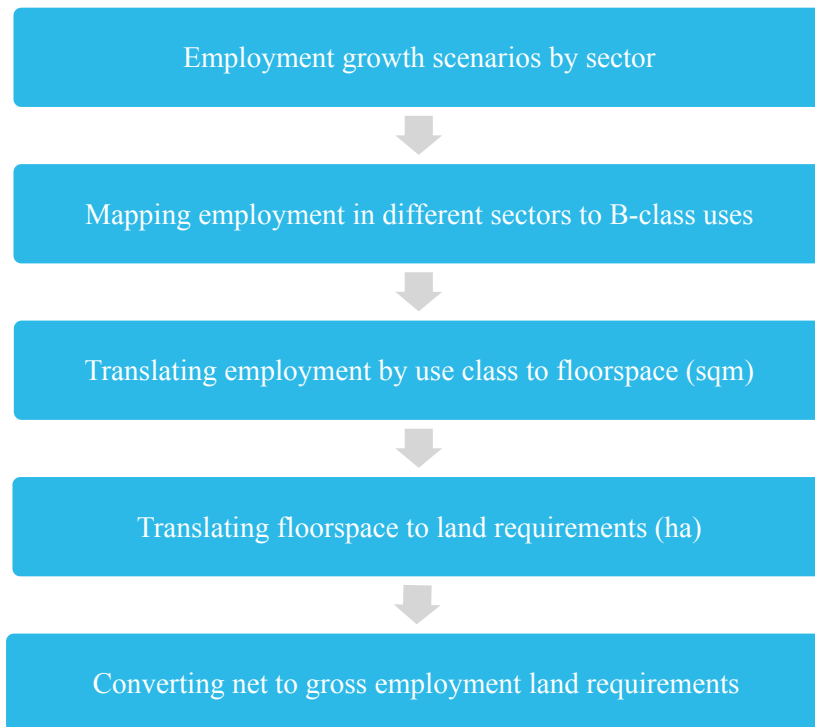 Employment growth scenarios by sector
Mapping employment in different sectors to B-class uses
Translating employment by use class to floorspace (sqm)
Translating floorspace to land requirements (ha)
Converting net to gross employment land requirements